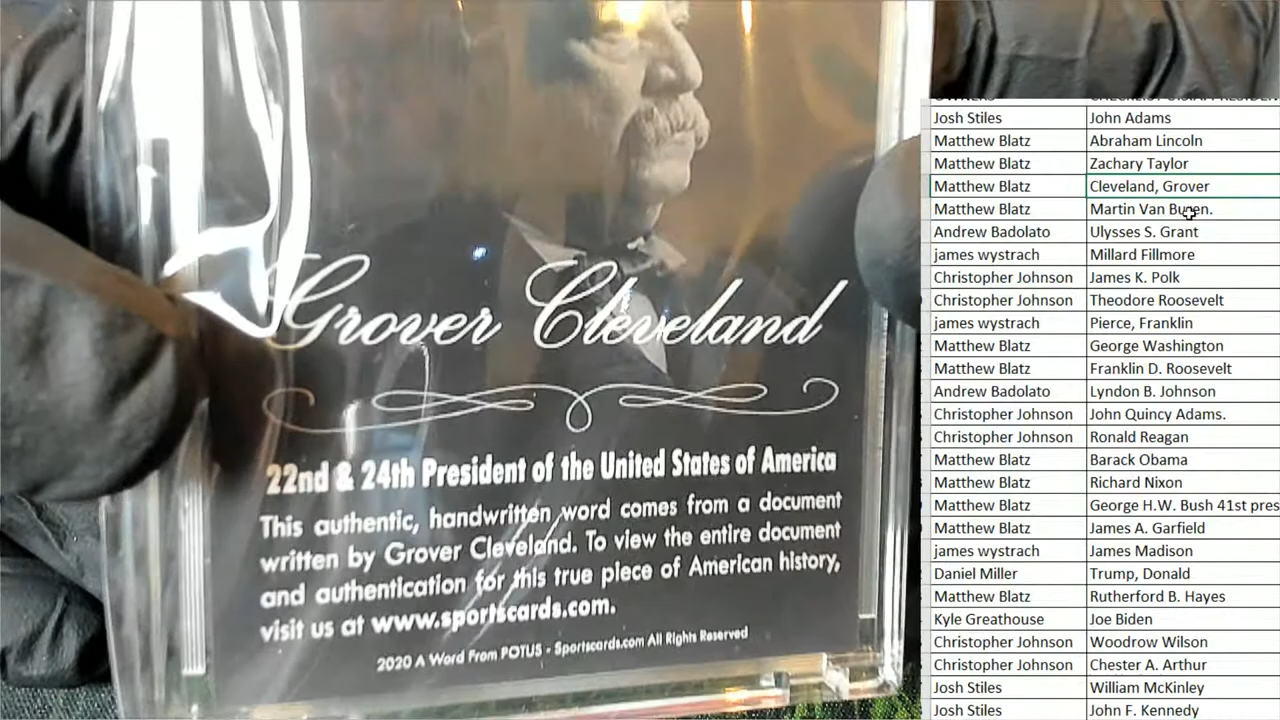 Grover Cleveland
22nd & 24th President of the United States of America
This authentic, handwritten word comes from a document
written by Grover Cleveland. To view the entire document
and authentication for this true piece of American history,
visit us at www.sportscards.com.
2020 A Word From POTUS - Sportscards.com All Rights Reserved
Josh Stiles John Adams
Matthew Blatz Abraham Lincoln
Matthew Blatz Zachary Taylor
Matthew Blatz Cleveland, Grover
Matthew Blatz Martin Van Buren.
Andrew Badolato Ulysses S. Grant
james wystrach Millard Fillmore
Christopher Johnson James K. Polk
Christopher Johnson Theodore Roosevelt
james wystrach Pierce, Franklin
Matthew Blatz George Washington
Matthew Blatz Franklin D. Roosevelt
Andrew Badolato Lyndon B. Johnson
Christopher Johnson John Quincy Adams.
Christopher Johnson Ronald Reagan
Matthew Blatz Barack Obama
Matthew Blatz Richard Nixon
Matthew Blatz George H.W. Bush 41st pres
Matthew Blatz James A. Garfield
james wystrach James Madison
Daniel Miller Trump, Donald
Matthew Blatz Rutherford B. Hayes
Kyle Greathouse Joe Biden
Christopher Johnson Woodrow Wilson
Christopher Johnson Chester A. Arthur
Josh Stiles William McKinley
Josh Stiles John F. Kennedy